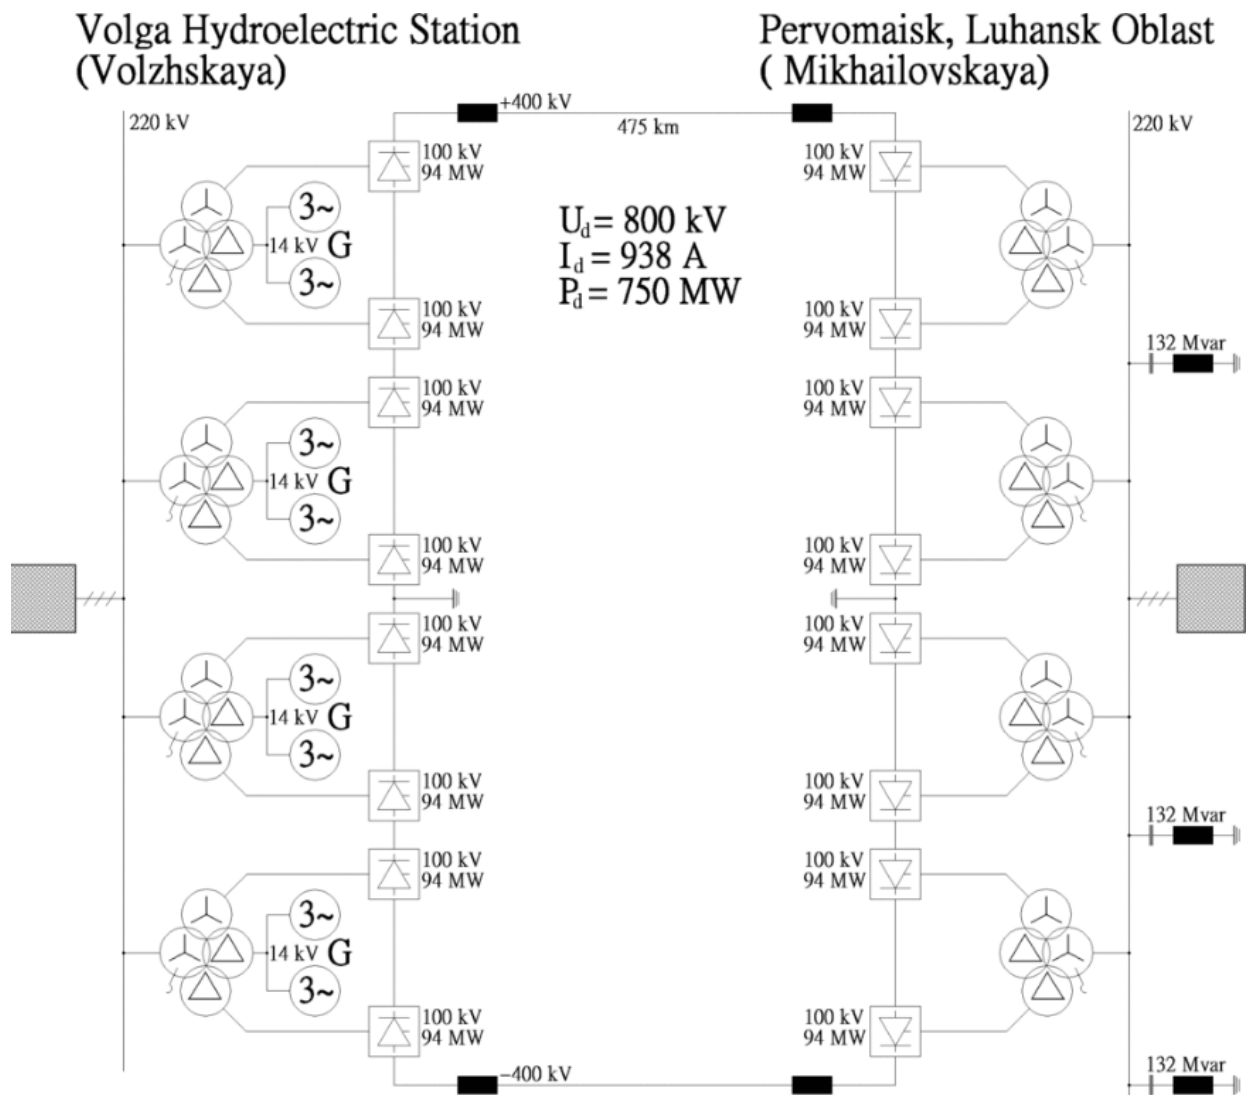 Volga Hydroelectric Station
(Volzhskaya)
Pervomaisk, Luhansk Oblast
( Mikhailovskaya)
220 kV
+400 kV
475 km
220 kV
100 kV
94 MW
100 kV
94 MW
3~
14 kV G
3~
Ud= 800 kV
Id = 938 A
Pd= 750 MW
100 kV
94 MW
100 kV
94 MW
132 Mvar
100 kV
94 MW
100 kV
94 MW
3~
14 kV G
3~
100 kV
94 MW
100 kV
94 MW
100 kV
94 MW
100 kV
94 MW
3~
14 kV G
3~
100 kV
94 MW
100 kV
94 MW
132 Mvar
100 kV
94 MW
100 kV
94 MW
3~
14 kV G
3~
100 kV
94 MW
100 kV
94 MW
−400 kV
132 Mvar